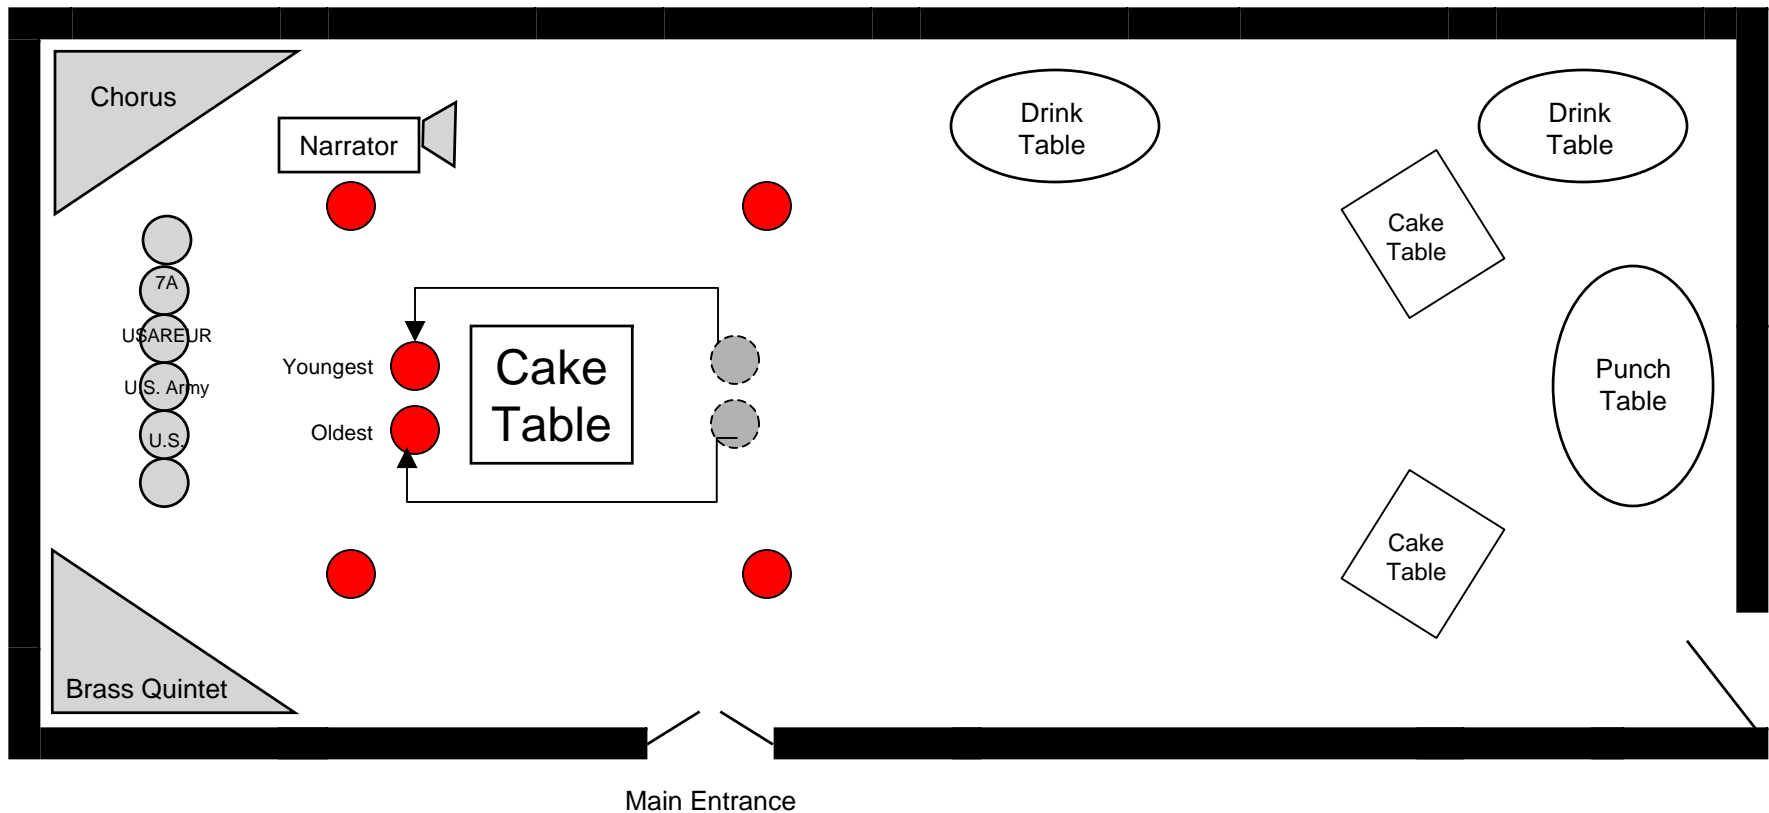 Chorus
Narrator
Drink
Table
Drink
Table
Cake
Table
7A
USAREUR
U.S. Army
U.S.
Youngest
Oldest
Cake
Table
Punch
Table
Cake
Table
Brass Quintet
Main Entrance